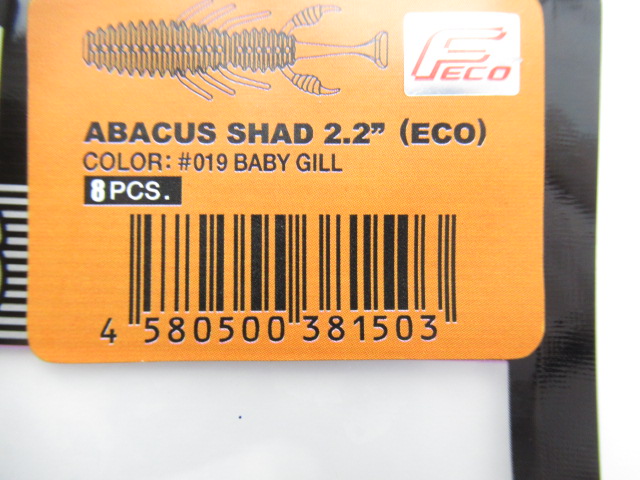 FECO
ABACUS SHAD 2.2” (ECO)
COLOR: #019 BABY GILL
8 PCS.
4 580500 381503